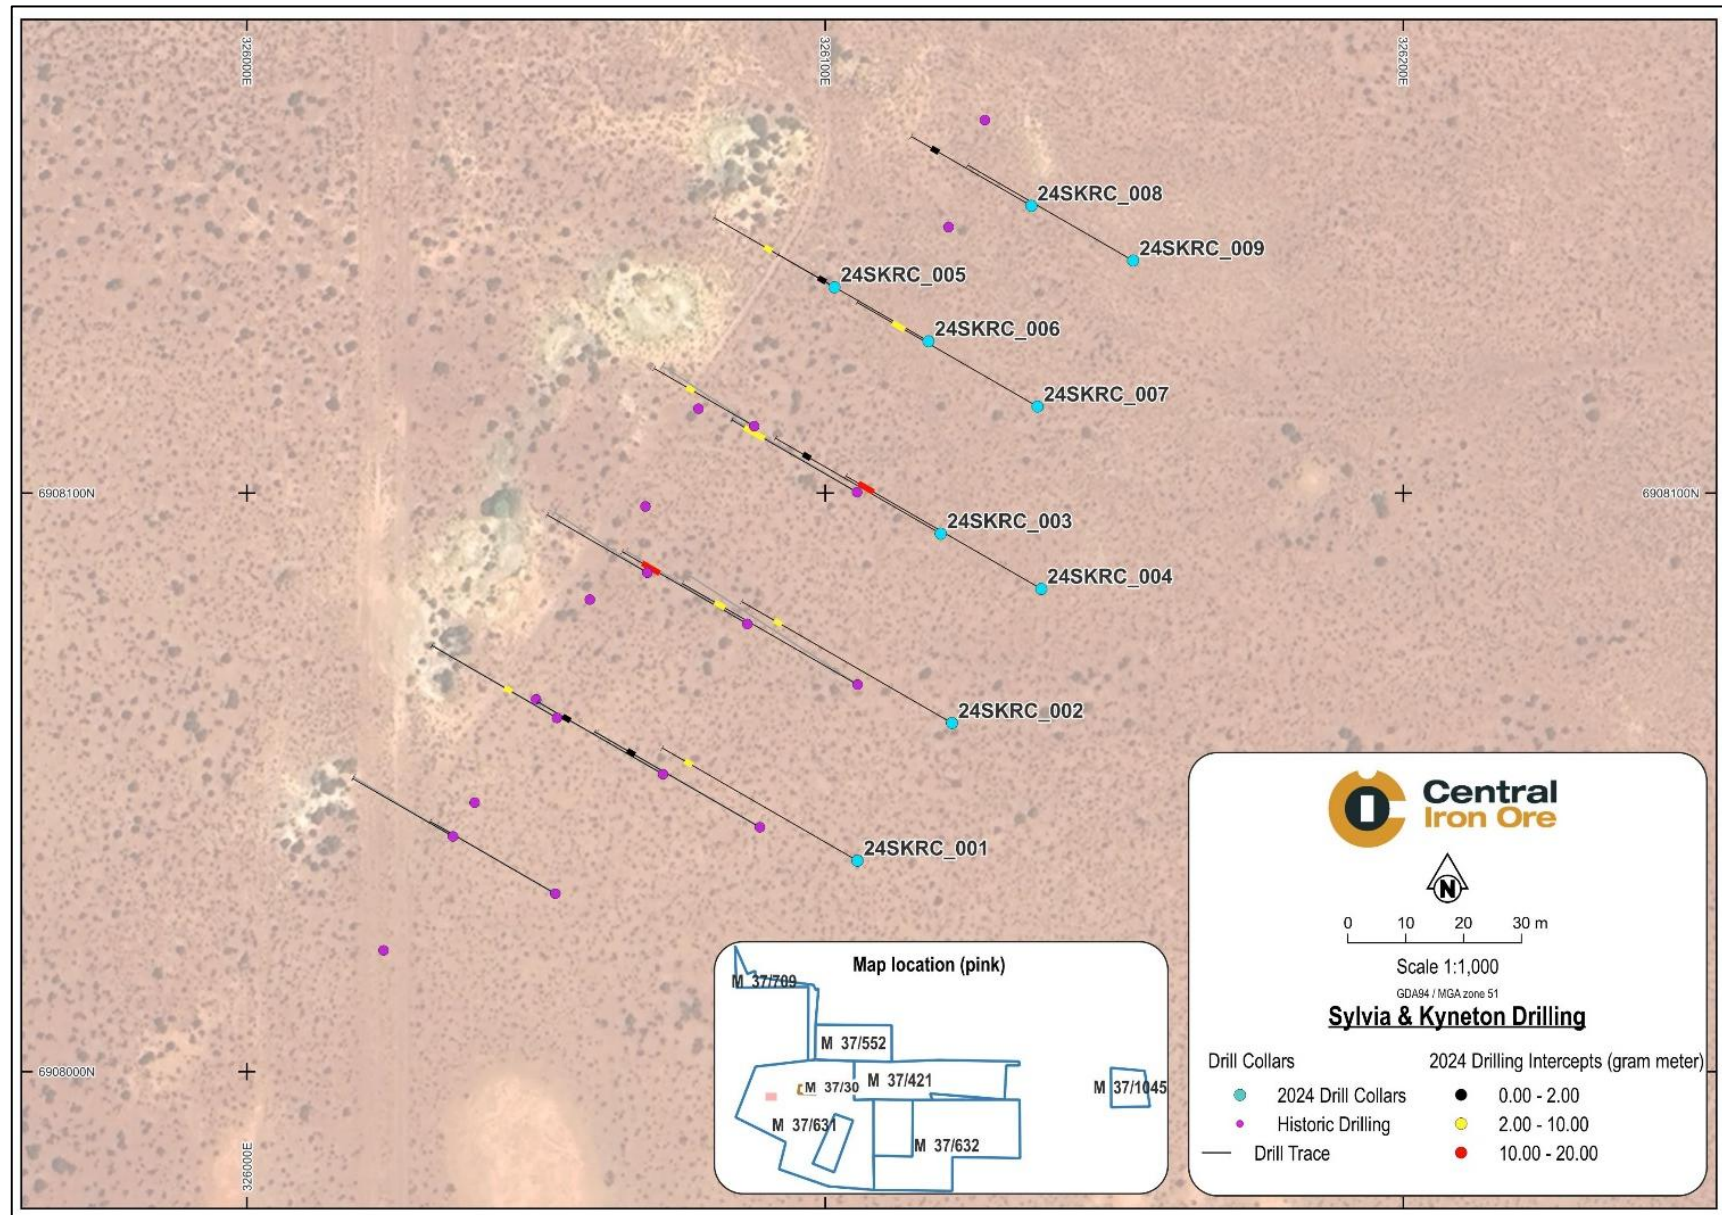 326000E
326100E
326200E
24SKRC_008
24SKRC_009
24SKRC_005
24SKRC_006
24SKRC_007
6908100N
6908100N
24SKRC_003
24SKRC_004
24SKRC_002
24SKRC_001
Central
Iron Ore
N
0 10 20 30 m
Scale 1:1,000
GDA94 / MGA zone 51
Sylvia & Kyneton Drilling
Drill Collars
2024 Drill Collars
Historic Drilling
Drill Trace
2024 Drilling Intercepts (gram meter)
0.00 - 2.00
2.00 - 10.00
10.00 - 20.00
Map location (pink)
M 37/709
M 37/552
M 37/30
M 37/421
M 37/1045
M 37/631
M 37/632
6908000N
326000E